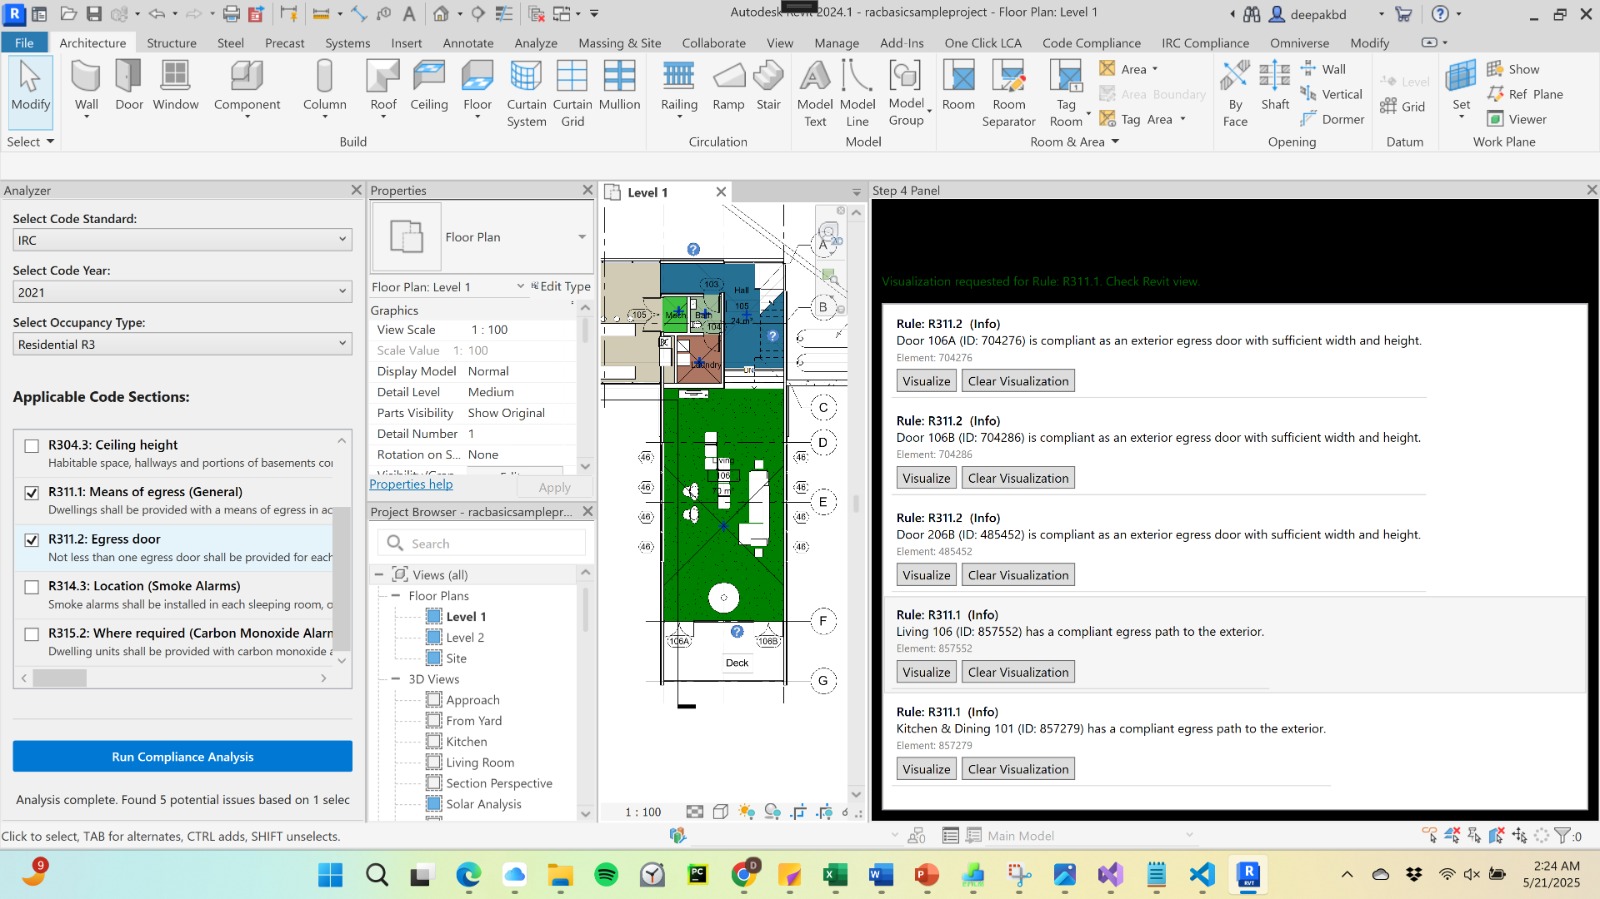 Autodesk Revit 2024.1 - racbasicsampleproject - Floor Plan: Level 1
deepakbd
File
Architecture
Structure
Steel
Precast
Systems
Insert
Annotate
Analyze
Massing & Site
Collaborate
View
Manage
Add-Ins
One Click LCA
Code Compliance
IRC Compliance
Omniverse
Modify
Modify
Wall
Door
Window
Component
Column
Roof
Ceiling
Floor
Curtain System
Curtain Grid
Mullion
Railing
Ramp
Stair
Model Text
Model Line
Model Group
Room
Room Separator
Tag Room
Area
Area Boundary
Tag Area
By Face
Shaft
Wall
Vertical
Dormer
Level
Grid
Set
Show
Ref Plane
Viewer
Select
Build
Circulation
Model
Room & Area
Opening
Datum
Work Plane
Analyzer
Select Code Standard:
IRC
Select Code Year:
2021
Select Occupancy Type:
Residential R3
Applicable Code Sections:
R304.3: Ceiling height
Habitable space, hallways and portions of basements co
R311.1: Means of egress (General)
Dwellings shall be provided with a means of egress in ac
R311.2: Egress door
Not less than one egress door shall be provided for each
R314.3: Location (Smoke Alarms)
Smoke alarms shall be installed in each sleeping room, o
R315.2: Where required (Carbon Monoxide Alarm
Dwelling units shall be provided with carbon monoxide a
Run Compliance Analysis
Analysis complete. Found 5 potential issues based on 1 selec
Properties
Floor Plan
Floor Plan: Level 1
Edit Type
Graphics
View Scale 1 : 100
Scale Value 1: 100
Display Model Normal
Detail Level Medium
Parts Visibility Show Original
Detail Number 1
Rotation on S... None
Properties help
Apply
Project Browser - racbasicsamplepr...
Search
Views (all)
Floor Plans
Level 1
Level 2
Site
3D Views
Approach
From Yard
Kitchen
Living Room
Section Perspective
Solar Analysis
Level 1
A
B
C
D
E
F
G
103
Hall
105
24 m²
105
Mech
Bath
104
Laundry
DN
46
46
46
46
46
46
46
46
Living
106
106A
106B
Deck
1 : 100
Step 4 Panel
Visualization requested for Rule: R311.1. Check Revit view.
Rule: R311.2 (Info)
Door 106A (ID: 704276) is compliant as an exterior egress door with sufficient width and height.
Element: 704276
Visualize
Clear Visualization
Rule: R311.2 (Info)
Door 106B (ID: 704286) is compliant as an exterior egress door with sufficient width and height.
Element: 704286
Visualize
Clear Visualization
Rule: R311.2 (Info)
Door 206B (ID: 485452) is compliant as an exterior egress door with sufficient width and height.
Element: 485452
Visualize
Clear Visualization
Rule: R311.1 (Info)
Living 106 (ID: 857552) has a compliant egress path to the exterior.
Element: 857552
Visualize
Clear Visualization
Rule: R311.1 (Info)
Kitchen & Dining 101 (ID: 857279) has a compliant egress path to the exterior.
Element: 857279
Visualize
Clear Visualization
Click to select, TAB for alternates, CTRL adds, SHIFT unselects.
Main Model
:0
9
2:24 AM
5/21/2025